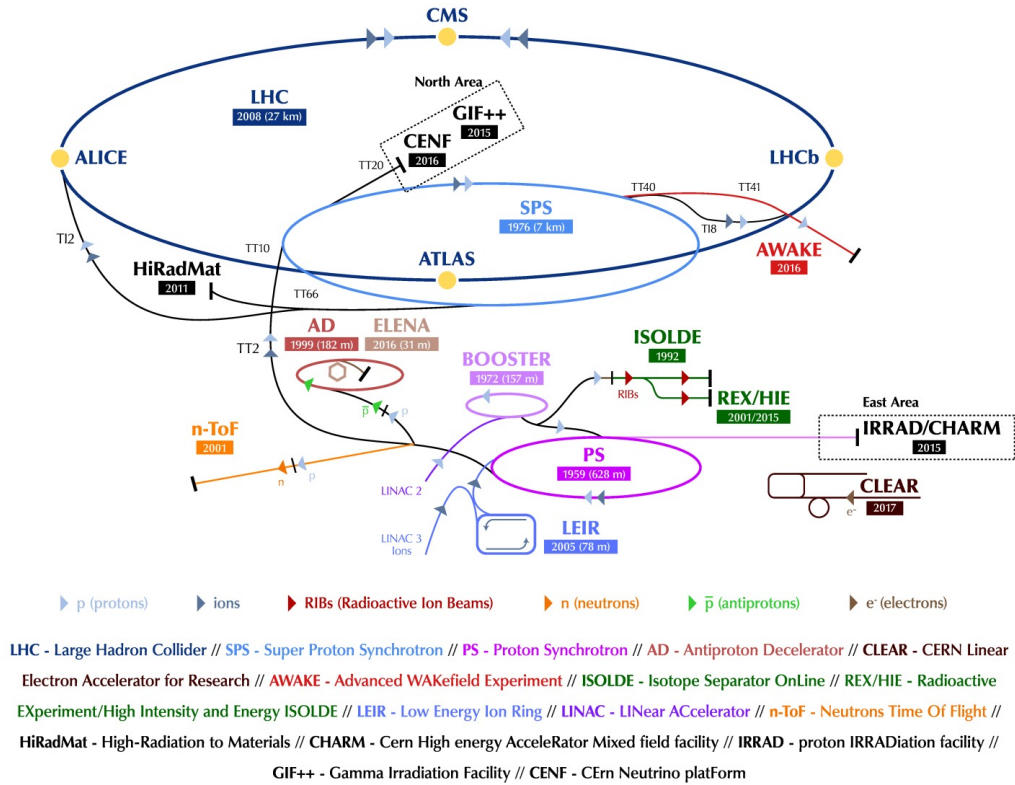 CMS
North Area
LHC
2008 (27 km)
GIF++
2015
CENF
2016
ALICE
LHCb
TT20
TT40
TT41
SPS
1976 (7 km)
TI8
TI2
TT10
ATLAS
AWAKE
2016
HiRadMat
2011
TT66
AD
1999 (182 m)
ELENA
2016 (31 m)
TT2
ISOLDE
1992
BOOSTER
1972 (157 m)
RIBs
REX/HIE
2001/2015
p̅
p
East Area
n-ToF
2001
IRRAD/CHARM
2015
PS
1959 (628 m)
n
p
LINAC 2
CLEAR
2017
e-
LINAC 3
Ions
LEIR
2005 (78 m)
p (protons)
ions
RIBs (Radioactive Ion Beams)
n (neutrons)
p̅ (antiprotons)
e- (electrons)
LHC - Large Hadron Collider // SPS - Super Proton Synchrotron // PS - Proton Synchrotron // AD - Antiproton Decelerator // CLEAR - CERN Linear
Electron Accelerator for Research // AWAKE - Advanced WAKefield Experiment // ISOLDE - Isotope Separator OnLine // REX/HIE - Radioactive
EXperiment/High Intensity and Energy ISOLDE // LEIR - Low Energy Ion Ring // LINAC - LINear ACcelerator // n-ToF - Neutrons Time Of Flight //
HiRadMat - High-Radiation to Materials // CHARM - Cern High energy AcceleRator Mixed field facility // IRRAD - proton IRRADiation facility //
GIF++ - Gamma Irradiation Facility // CENF - CErn Neutrino platForm